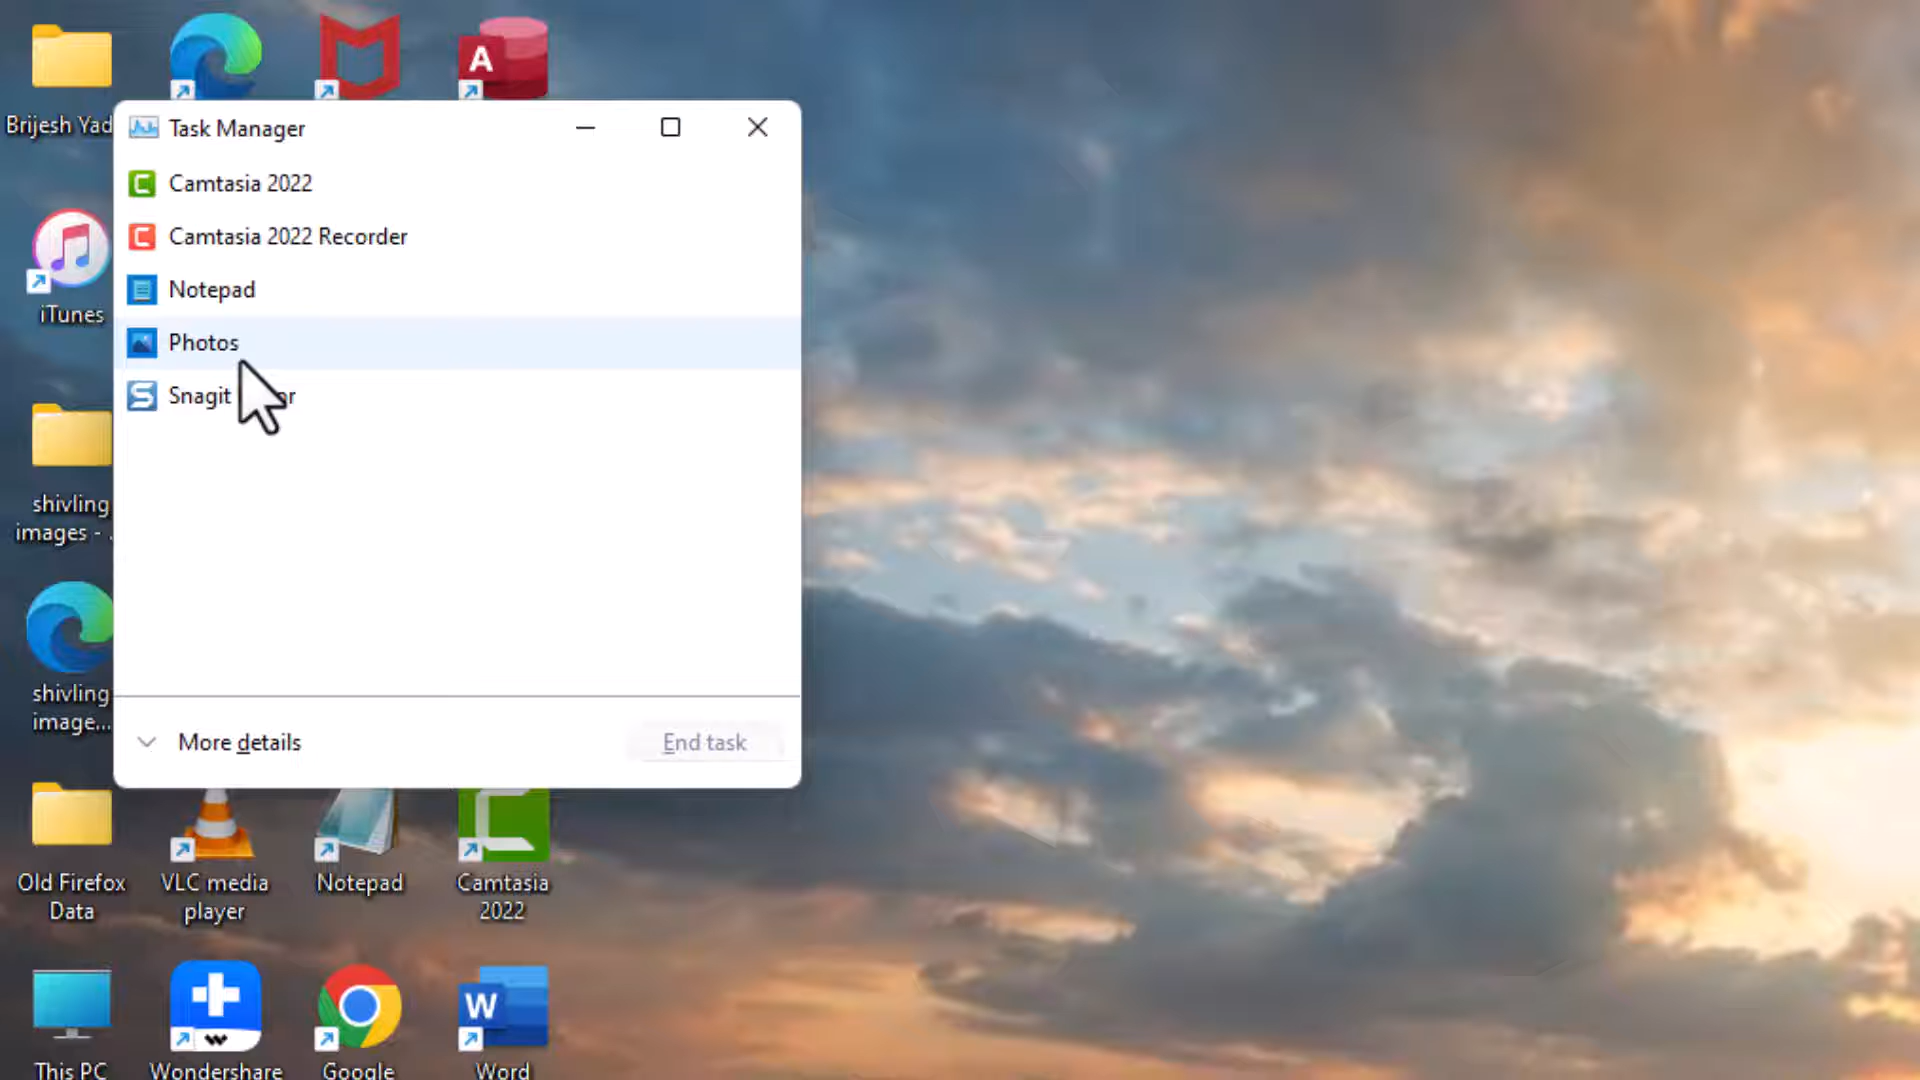 Brijesh Yad
Task Manager
Camtasia 2022
Camtasia 2022 Recorder
Notepad
Photos
Snagit
More details
End task
iTunes
shivling
images - .
shivling
image...
Old Firefox
Data
VLC media
player
Notepad
Camtasia
2022
This PC
Wondershare
Google
Word